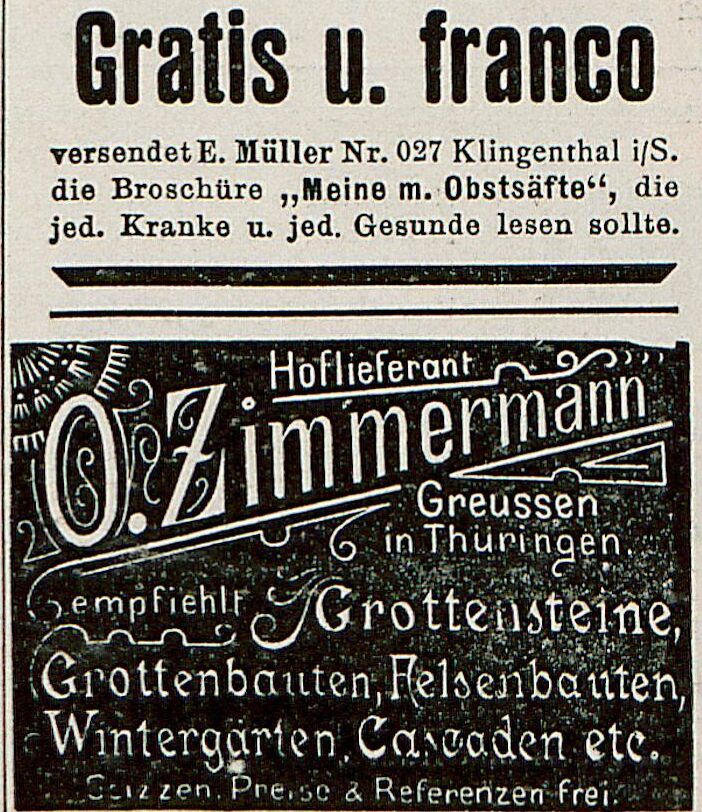 Gratis u. franco
versendet E. Müller Nr. 027 Klingenthal i/S.
die Broschüre „Meine m. Obstsäfte“, die
jed. Kranke u. jed. Gesunde lesen sollte.
Hoflieferant
O. Zimmermann
Greussen
in Thüringen.
empfiehlt Grottensteine,
Grottenbauten, Felsenbauten,
Wintergärten, Cascaden etc.
Scizzen, Preise & Referenzen frei